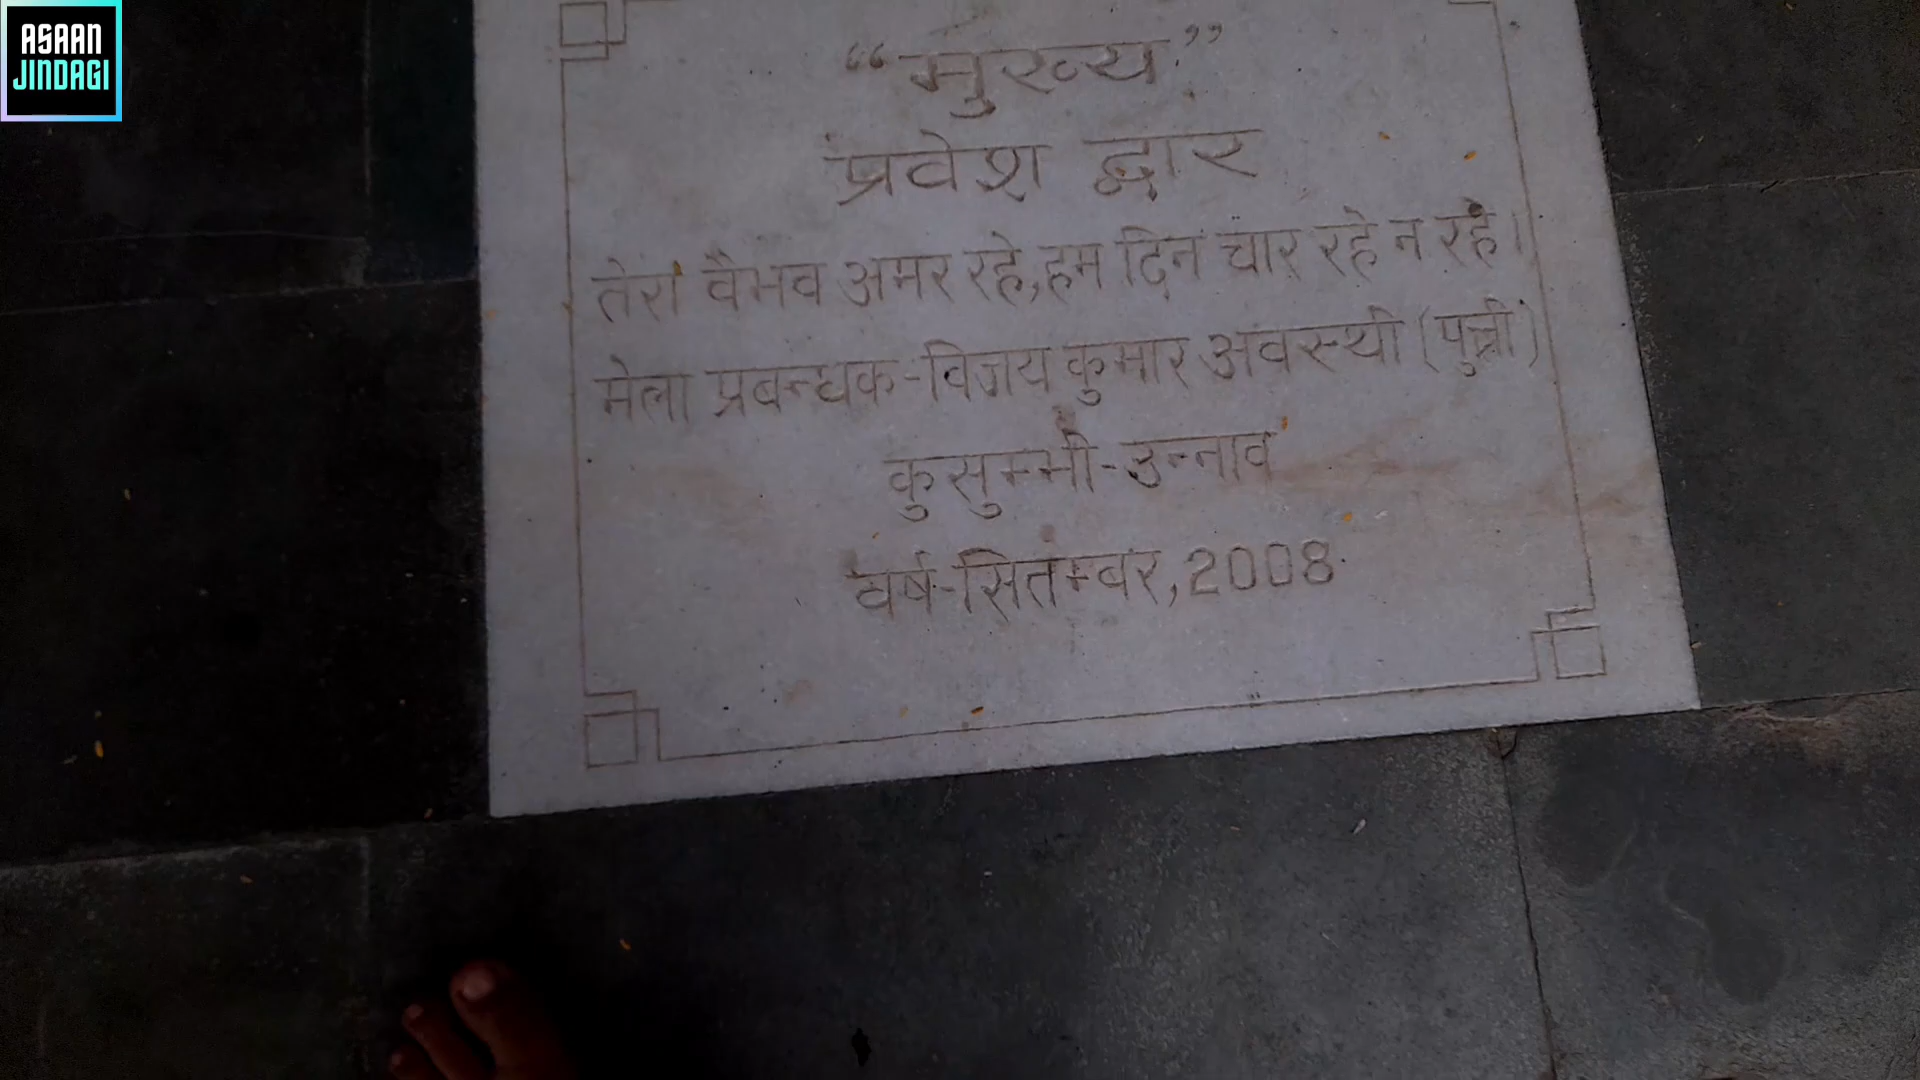 ASAAN
JINDAGI
“मुख्य”
प्रवेश द्वार
तेरा वैभव अमर रहे,हम दिन चार रहे न रहे।
मेला प्रबन्धक-विजय कुमार अवस्थी (पुत्री)
कुसुम्भी-उन्नाव
वर्ष-सितम्बर,2008